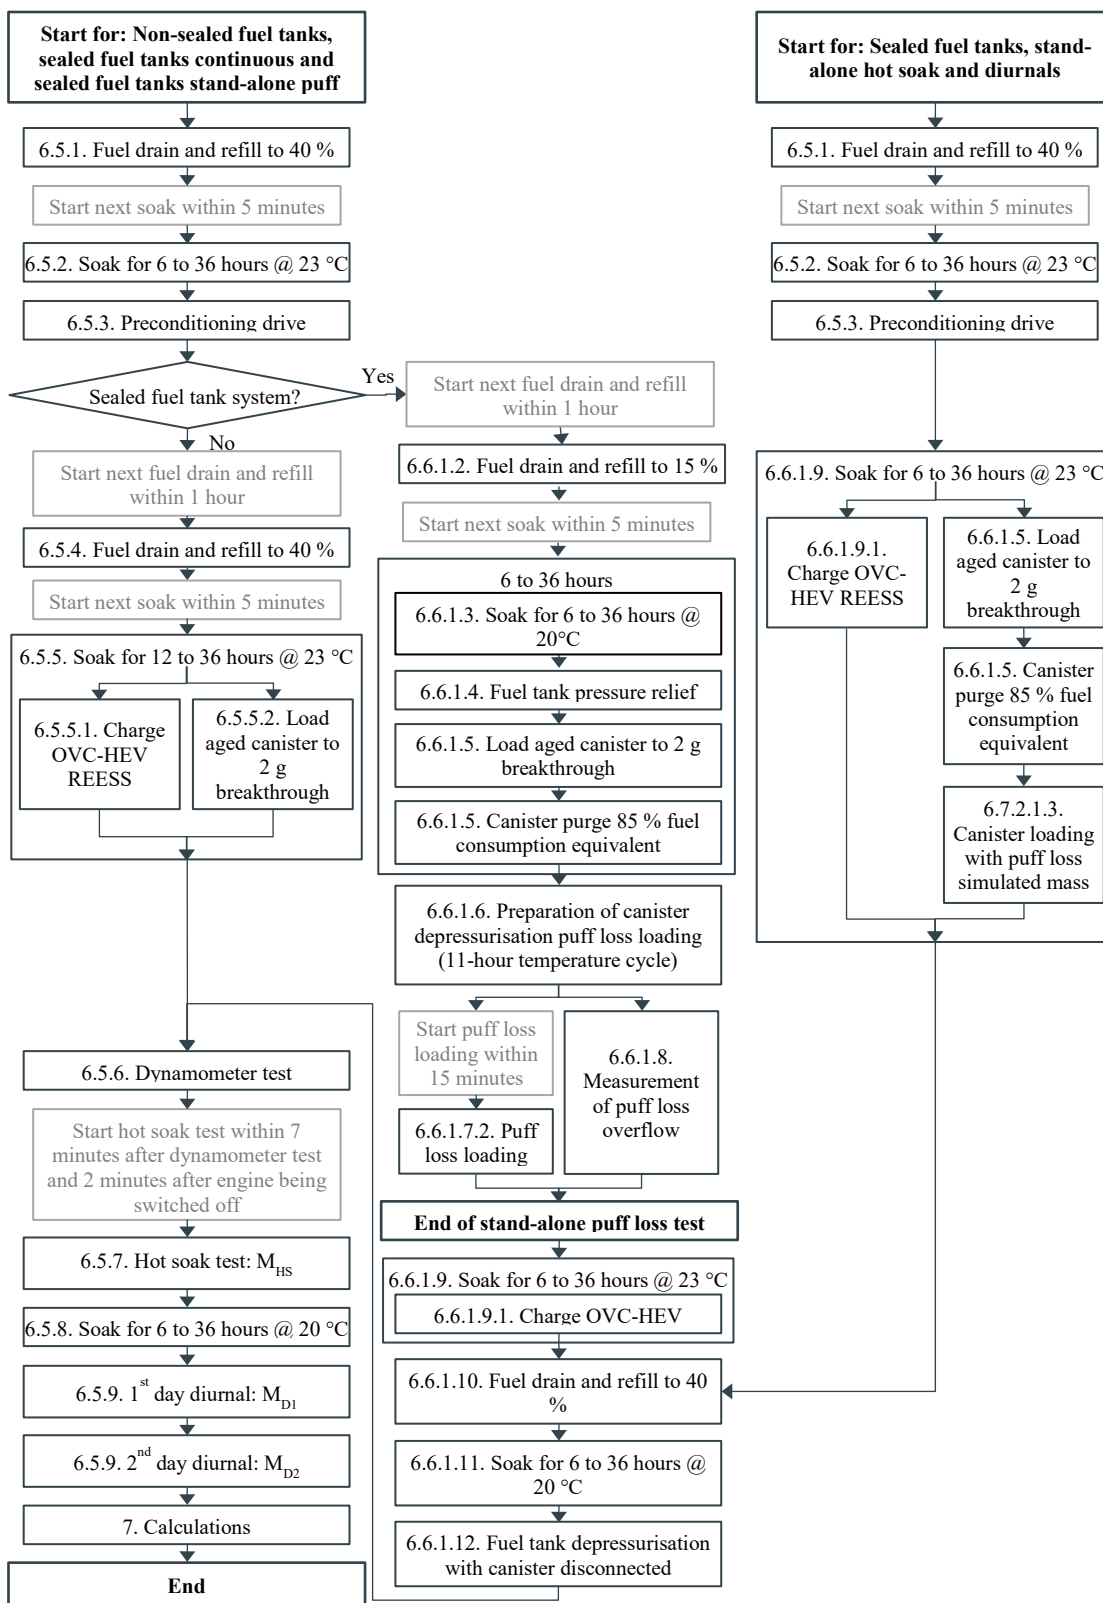 Start for: Non-sealed fuel tanks,
sealed fuel tanks continuous and
sealed fuel tanks stand-alone puff
6.5.1. Fuel drain and refill to 40 %
Start next soak within 5 minutes
6.5.2. Soak for 6 to 36 hours @ 23 °C
6.5.3. Preconditioning drive
Sealed fuel tank system?
Yes
No
Start next fuel drain and refill
within 1 hour
6.5.4. Fuel drain and refill to 40 %
Start next soak within 5 minutes
6.5.5. Soak for 12 to 36 hours @ 23 °C
6.5.5.1. Charge
OVC-HEV
REESS
6.5.5.2. Load
aged canister to
2 g
breakthrough
6.5.6. Dynamometer test
Start hot soak test within 7
minutes after dynamometer test
and 2 minutes after engine being
switched off
6.5.7. Hot soak test: M_HS
6.5.8. Soak for 6 to 36 hours @ 20 °C
6.5.9. 1st day diurnal: M_D1
6.5.9. 2nd day diurnal: M_D2
7. Calculations
End
Start next fuel drain and refill
within 1 hour
6.6.1.2. Fuel drain and refill to 15 %
Start next soak within 5 minutes
6 to 36 hours
6.6.1.3. Soak for 6 to 36 hours @
20°C
6.6.1.4. Fuel tank pressure relief
6.6.1.5. Load aged canister to 2 g
breakthrough
6.6.1.5. Canister purge 85 % fuel
consumption equivalent
6.6.1.6. Preparation of canister
depressurisation puff loss loading
(11-hour temperature cycle)
Start puff loss
loading within
15 minutes
6.6.1.7.2. Puff
loss loading
6.6.1.8.
Measurement
of puff loss
overflow
End of stand-alone puff loss test
6.6.1.9. Soak for 6 to 36 hours @ 23 °C
6.6.1.9.1. Charge OVC-HEV
6.6.1.10. Fuel drain and refill to 40
%
6.6.1.11. Soak for 6 to 36 hours @
20 °C
6.6.1.12. Fuel tank depressurisation
with canister disconnected
Start for: Sealed fuel tanks, stand-
alone hot soak and diurnals
6.5.1. Fuel drain and refill to 40 %
Start next soak within 5 minutes
6.5.2. Soak for 6 to 36 hours @ 23 °C
6.5.3. Preconditioning drive
6.6.1.9. Soak for 6 to 36 hours @ 23 °C
6.6.1.9.1.
Charge OVC-
HEV REESS
6.6.1.5. Load
aged canister to
2 g
breakthrough
6.6.1.5. Canister
purge 85 % fuel
consumption
equivalent
6.7.2.1.3.
Canister loading
with puff loss
simulated mass